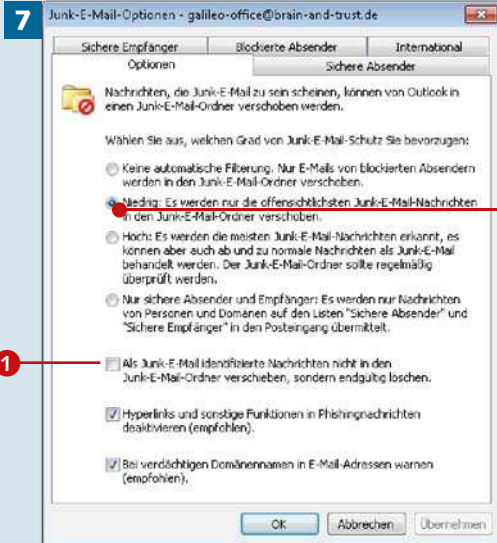 7
Junk-E-Mail-Optionen - galileo-office@brain-and-trust.de
Sichere Empfänger
Blockierte Absender
International
Optionen
Sichere Absender
Nachrichten, die Junk-E-Mail zu sein scheinen, können von Outlook in
einen Junk-E-Mail-Ordner verschoben werden.
Wählen Sie aus, welchen Grad von Junk-E-Mail-Schutz Sie bevorzugen:
Keine automatische Filterung. Nur E-Mails von blockierten Absendern
werden in den Junk-E-Mail-Ordner verschoben.
Niedrig: Es werden nur die offensichtlichsten Junk-E-Mail-Nachrichten
in den Junk-E-Mail-Ordner verschoben.
Hoch: Es werden die meisten Junk-E-Mail-Nachrichten erkannt, es
können aber auch ab und zu normale Nachrichten als Junk-E-Mail
behandelt werden. Der Junk-E-Mail-Ordner sollte regelmäßig
überprüft werden.
Nur sichere Absender und Empfänger: Es werden nur Nachrichten
von Personen und Domänen auf den Listen "Sichere Absender" und
"Sichere Empfänger" in den Posteingang übermittelt.
1
Als Junk-E-Mail identifizierte Nachrichten nicht in den
Junk-E-Mail-Ordner verschieben, sondern endgültig löschen.
Hyperlinks und sonstige Funktionen in Phishingnachrichten
deaktivieren (empfohlen).
Bei verdächtigen Domänennamen in E-Mail-Adressen warnen
(empfohlen).
OK
Abbrechen
Übernehmen